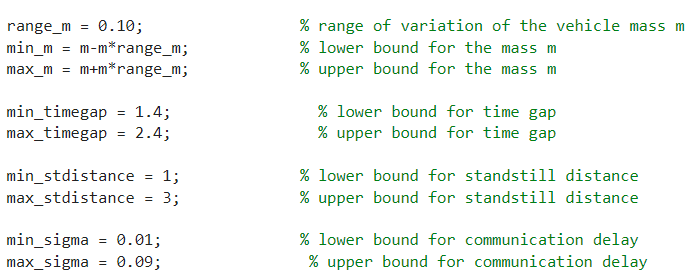 range_m = 0.10; % range of variation of the vehicle mass m
min_m = m-m*range_m; % lower bound for the mass m
max_m = m+m*range_m; % upper bound for the mass m
min_timegap = 1.4; % lower bound for time gap
max_timegap = 2.4; % upper bound for time gap
min_stdistance = 1; % lower bound for standstill distance
max_stdistance = 3; % upper bound for standstill distance
min_sigma = 0.01; % lower bound for communication delay
max_sigma = 0.09; % upper bound for communication delay